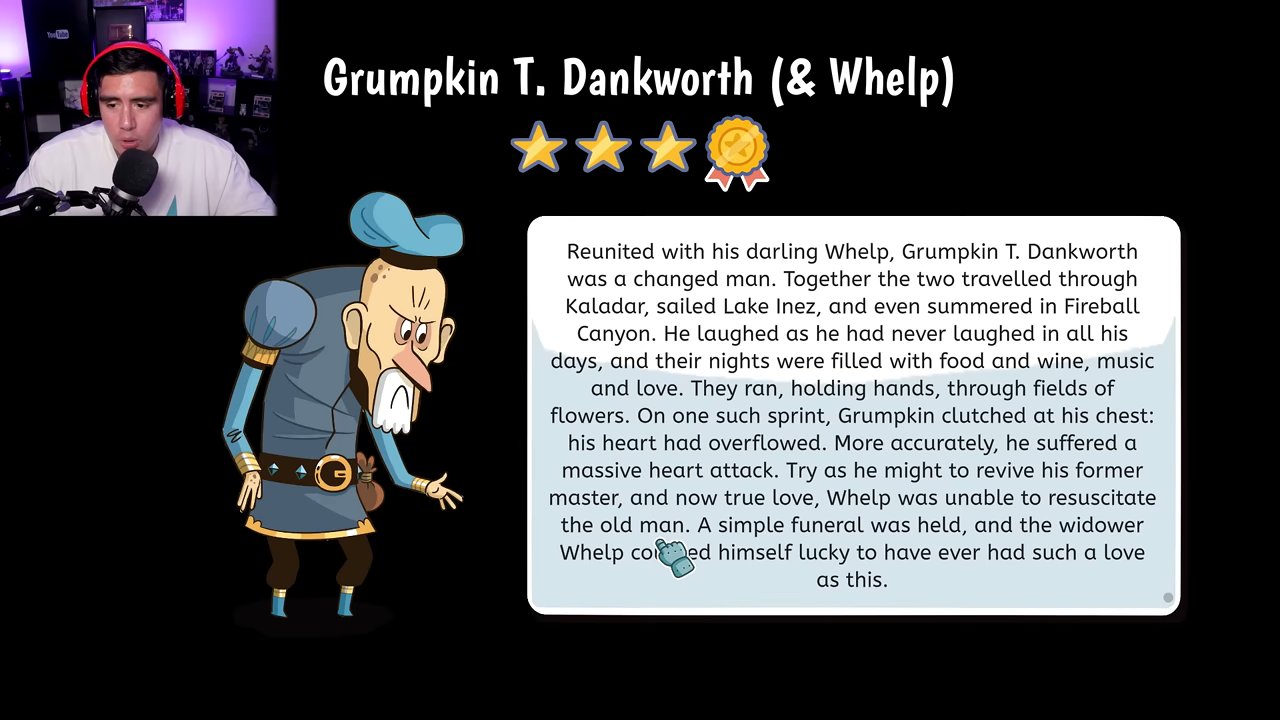 YouTube
Grumpkin T. Dankworth (& Whelp)
Reunited with his darling Whelp, Grumpkin T. Dankworth
was a changed man. Together the two travelled through
Kaladar, sailed Lake Inez, and even summered in Fireball
Canyon. He laughed as he had never laughed in all his
days, and their nights were filled with food and wine, music
and love. They ran, holding hands, through fields of
flowers. On one such sprint, Grumpkin clutched at his chest:
his heart had overflowed. More accurately, he suffered a
massive heart attack. Try as he might to revive his former
master, and now true love, Whelp was unable to resuscitate
the old man. A simple funeral was held, and the widower
Whelp counted himself lucky to have ever had such a love
as this.
G